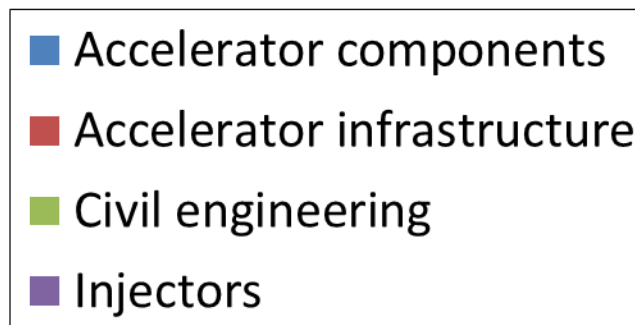 Accelerator components
Accelerator infrastructure
Civil engineering
Injectors